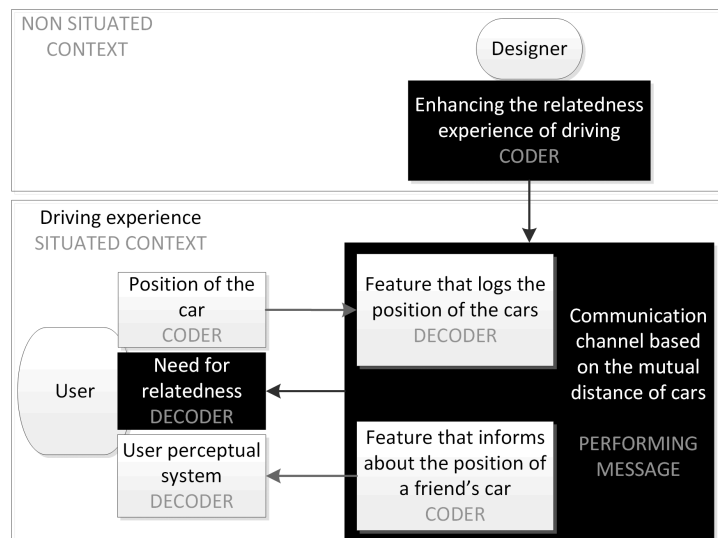 NON SITUATED
CONTEXT
Designer
Enhancing the relatedness
experience of driving
CODER
Driving experience
SITUATED CONTEXT
Position of the
car
CODER
Feature that logs the
position of the cars
DECODER
Communication
channel based
on the mutual
distance of cars
PERFORMING
MESSAGE
User
Need for
relatedness
DECODER
User perceptual
system
DECODER
Feature that informs
about the position of
a friend's car
CODER